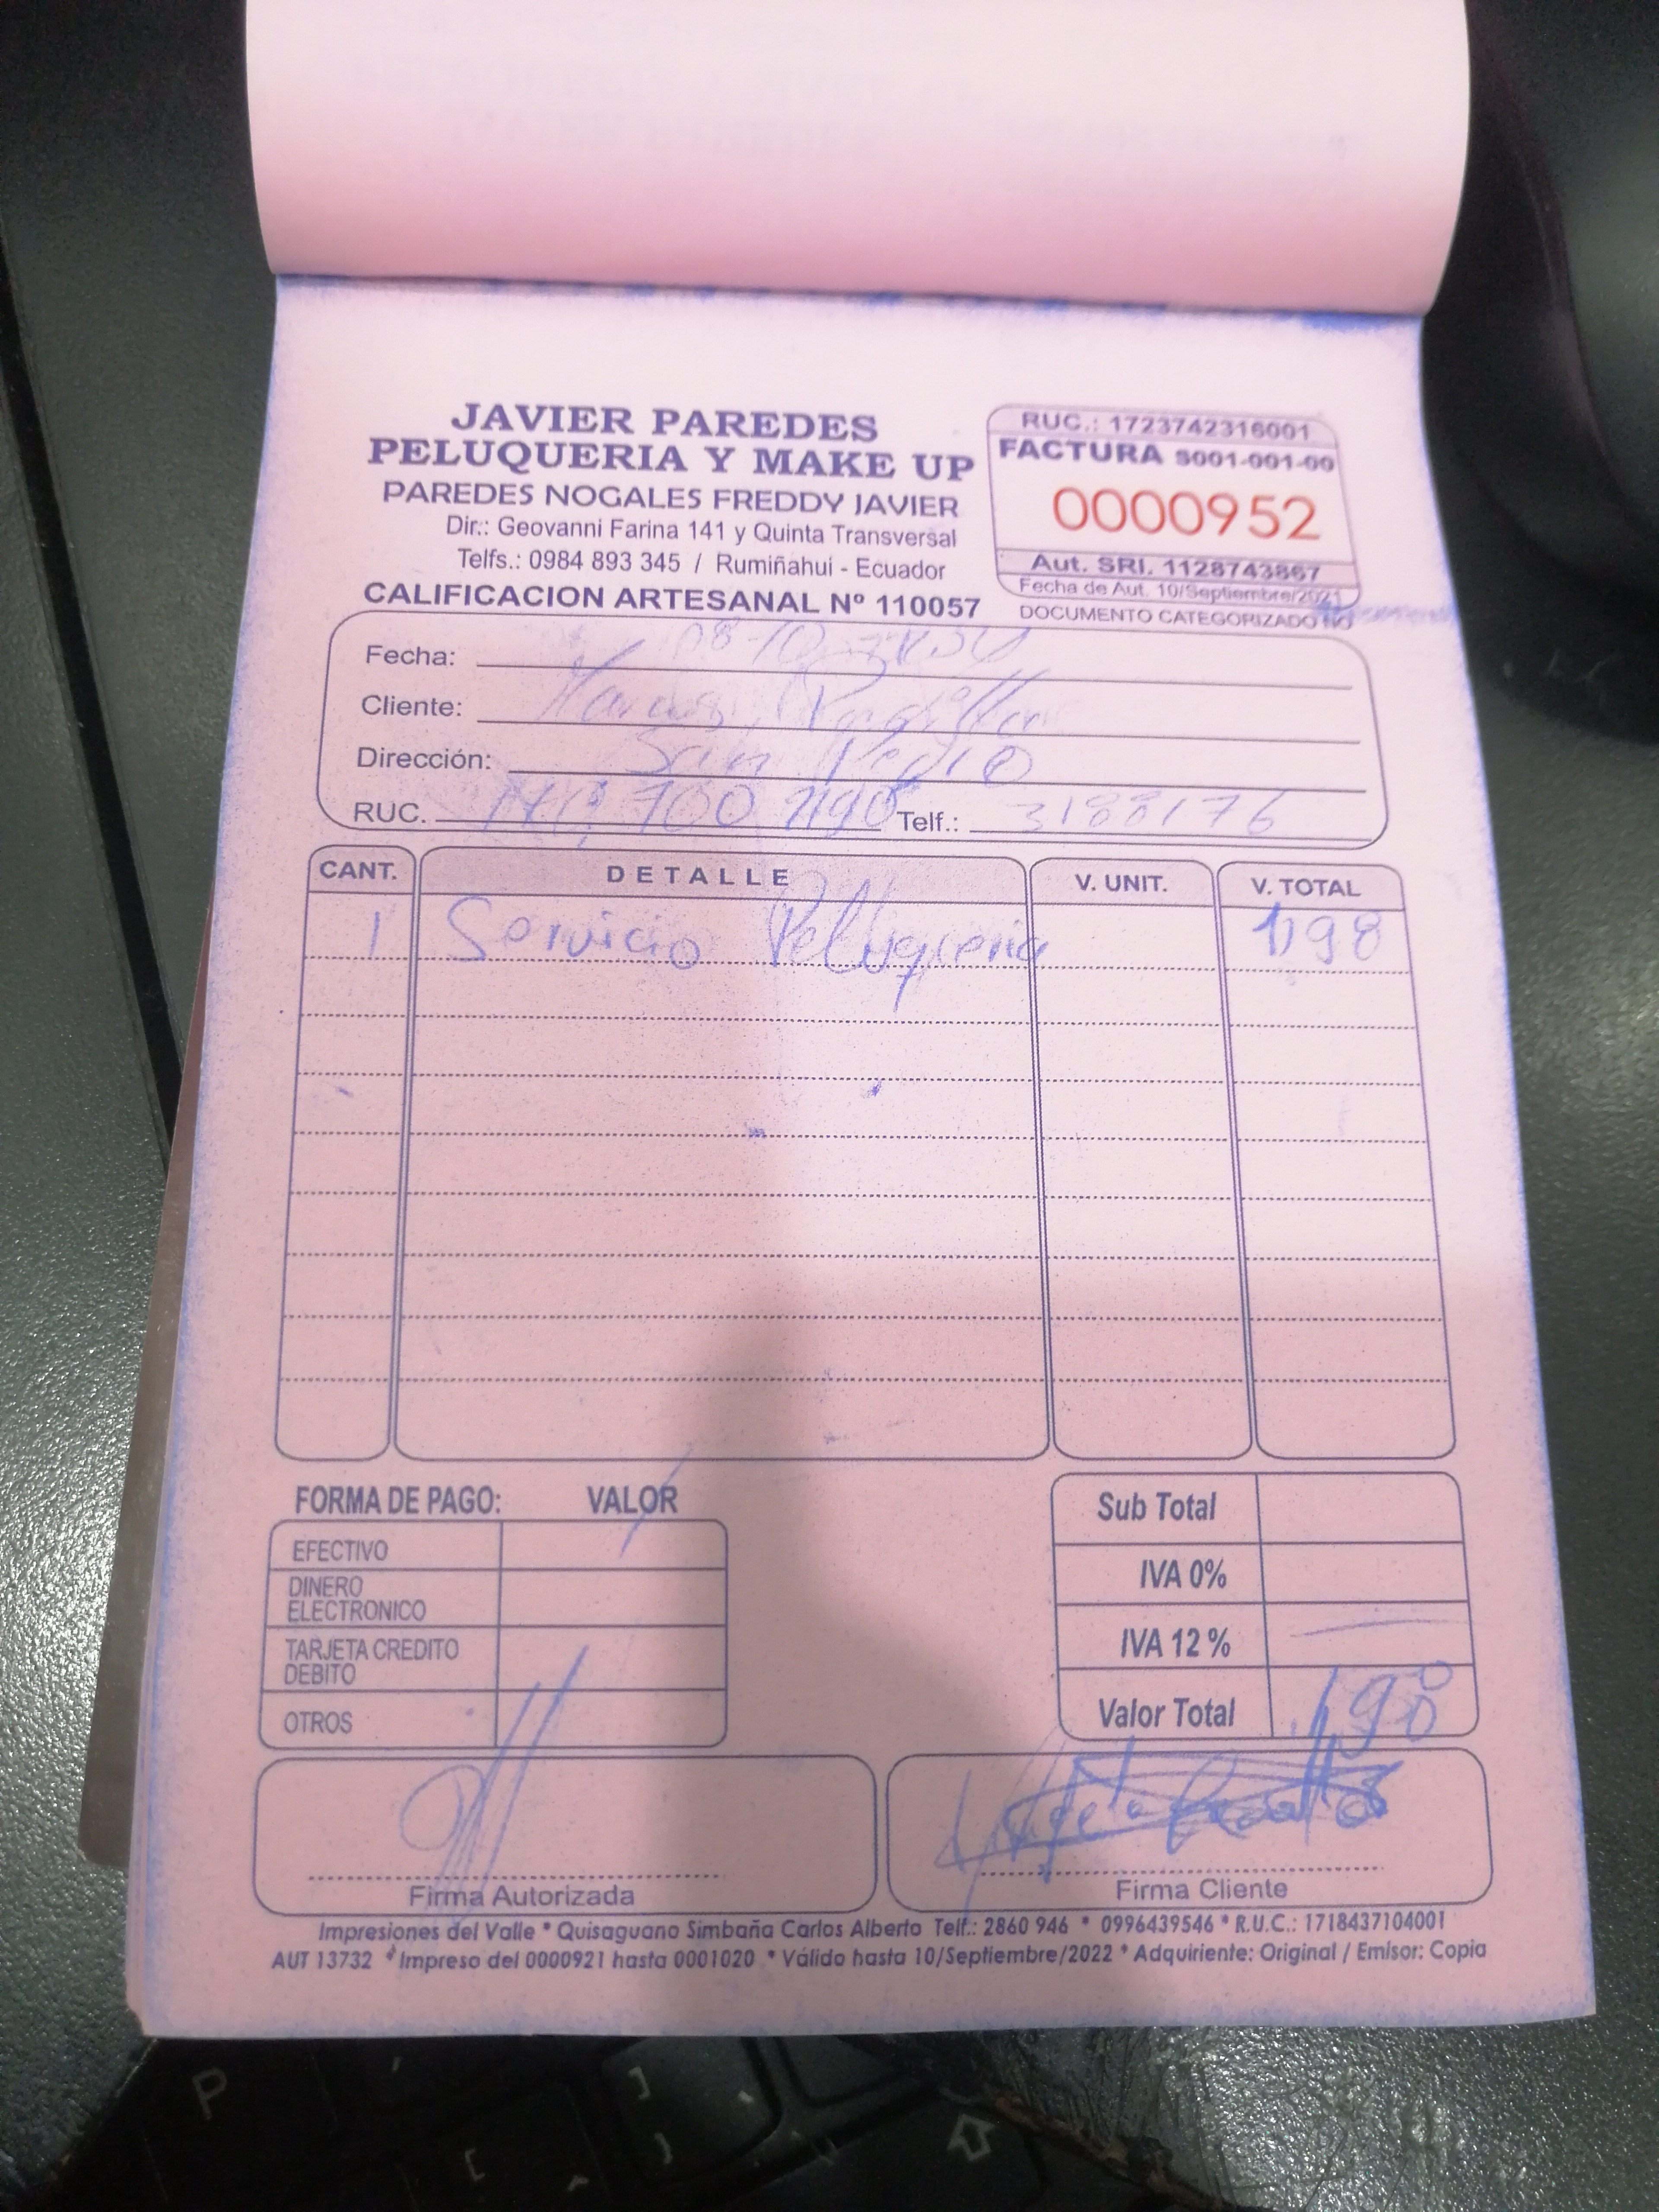 JAVIER PAREDES
PELUQUERIA Y MAKE UP
PAREDES NOGALES FREDDY JAVIER
Dir.: Geovanni Farina 141 y Quinta Transversal
Telfs.: 0984 893 345 / Rumiñahui - Ecuador
CALIFICACION ARTESANAL Nº 110057
RUC.: 1723742316001
FACTURA S001-001-00
0000952
Aut. SRI. 1128743867
Fecha de Aut. 10/Septiembre/2021
DOCUMENTO CATEGORIZADO NO
Fecha: 08-10-
Cliente:
Dirección: San Pedro
RUC. Telf.: 3188176
CANT. DETALLE V. UNIT. V. TOTAL
1 Servicio Peluqueria 1,98
FORMA DE PAGO: VALOR
EFECTIVO
DINERO ELECTRONICO
TARJETA CREDITO DEBITO
OTROS
Sub Total
IVA 0%
IVA 12 %
Valor Total 1,98
Firma Autorizada
Firma Cliente
Impresiones del Valle * Quisaguano Simbaña Carlos Alberto Telf.: 2860 946 * 0996439546 * R.U.C.: 1718437104001
AUT 13732 * Impreso del 0000921 hasta 0001020 * Válido hasta 10/Septiembre/2022 * Adquiriente: Original / Emisor: Copia
P